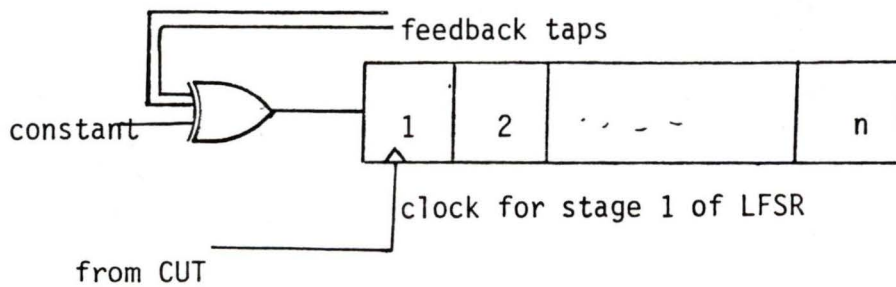 feedback taps
constant
1
2
n
clock for stage 1 of LFSR
from CUT